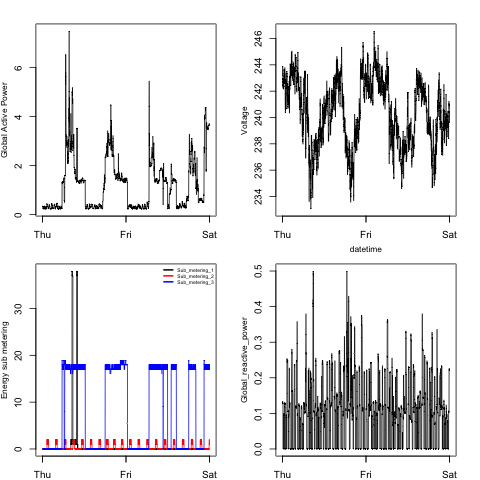 Global Active Power
6
4
2
0
Thu Fri Sat
Voltage
246
244
242
240
238
236
234
Thu Fri Sat
datetime
Energy sub metering
30
20
10
0
Sub_metering_1
Sub_metering_2
Sub_metering_3
Thu Fri Sat
Global_reactive_power
0.5
0.4
0.3
0.2
0.1
0.0
Thu Fri Sat